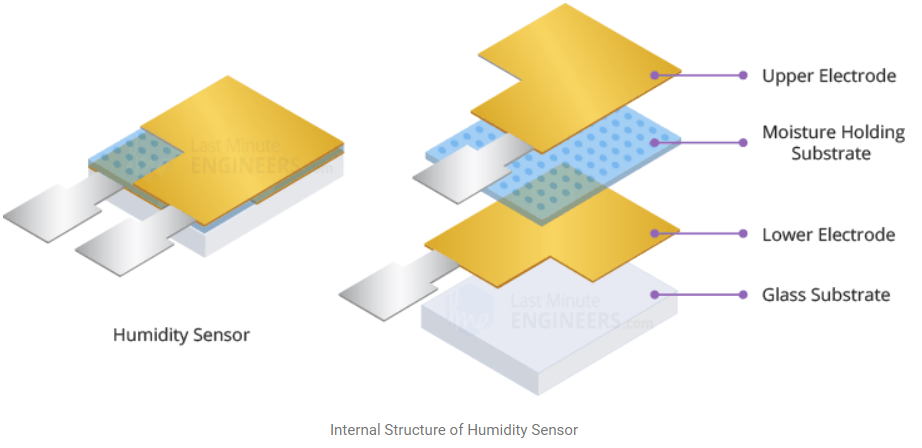 Upper Electrode
Moisture Holding
Substrate
Last Minute
ENGINEERS.com
Lower Electrode
Glass Substrate
Last Minute
ENGINEERS.com
Humidity Sensor
Internal Structure of Humidity Sensor